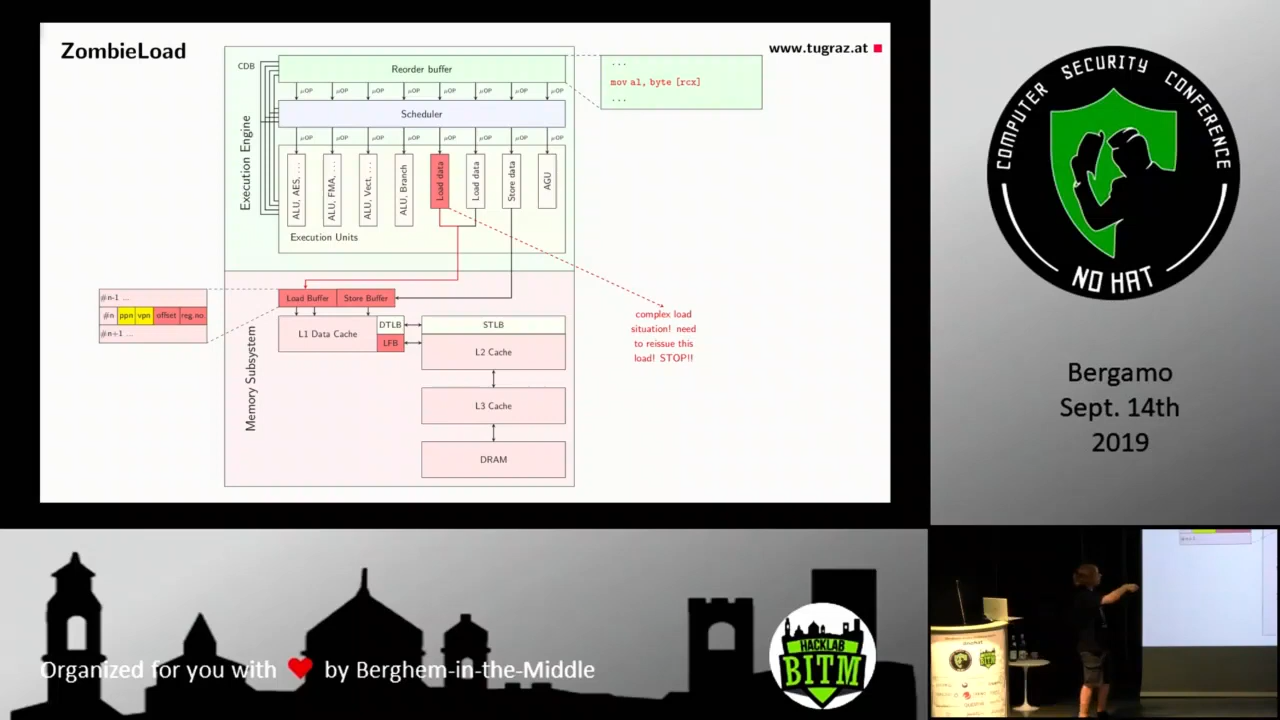 ZombieLoad
www.tugraz.at
CDB
Reorder buffer
...
mov al, byte [rcx]
...
μOP μOP μOP μOP μOP μOP μOP μOP
Scheduler
μOP μOP μOP μOP μOP μOP μOP μOP
Execution Engine
ALU, AES, ...
ALU, FMA, ...
ALU, Vect, ...
ALU, Branch
Load data
Load data
Store data
AGU
Execution Units
#n-1 ...
#n ppn vpn offset reg.no.
#n+1 ...
Load Buffer Store Buffer
Memory Subsystem
L1 Data Cache
DTLB
LFB
STLB
L2 Cache
L3 Cache
DRAM
complex load
situation! need
to reissue this
load! STOP!!
COMPUTER SECURITY CONFERENCE
NO HAT
Bergamo
Sept. 14th
2019
Organized for you with ❤ by Berghem-in-the-Middle
HACKLAB
BITM